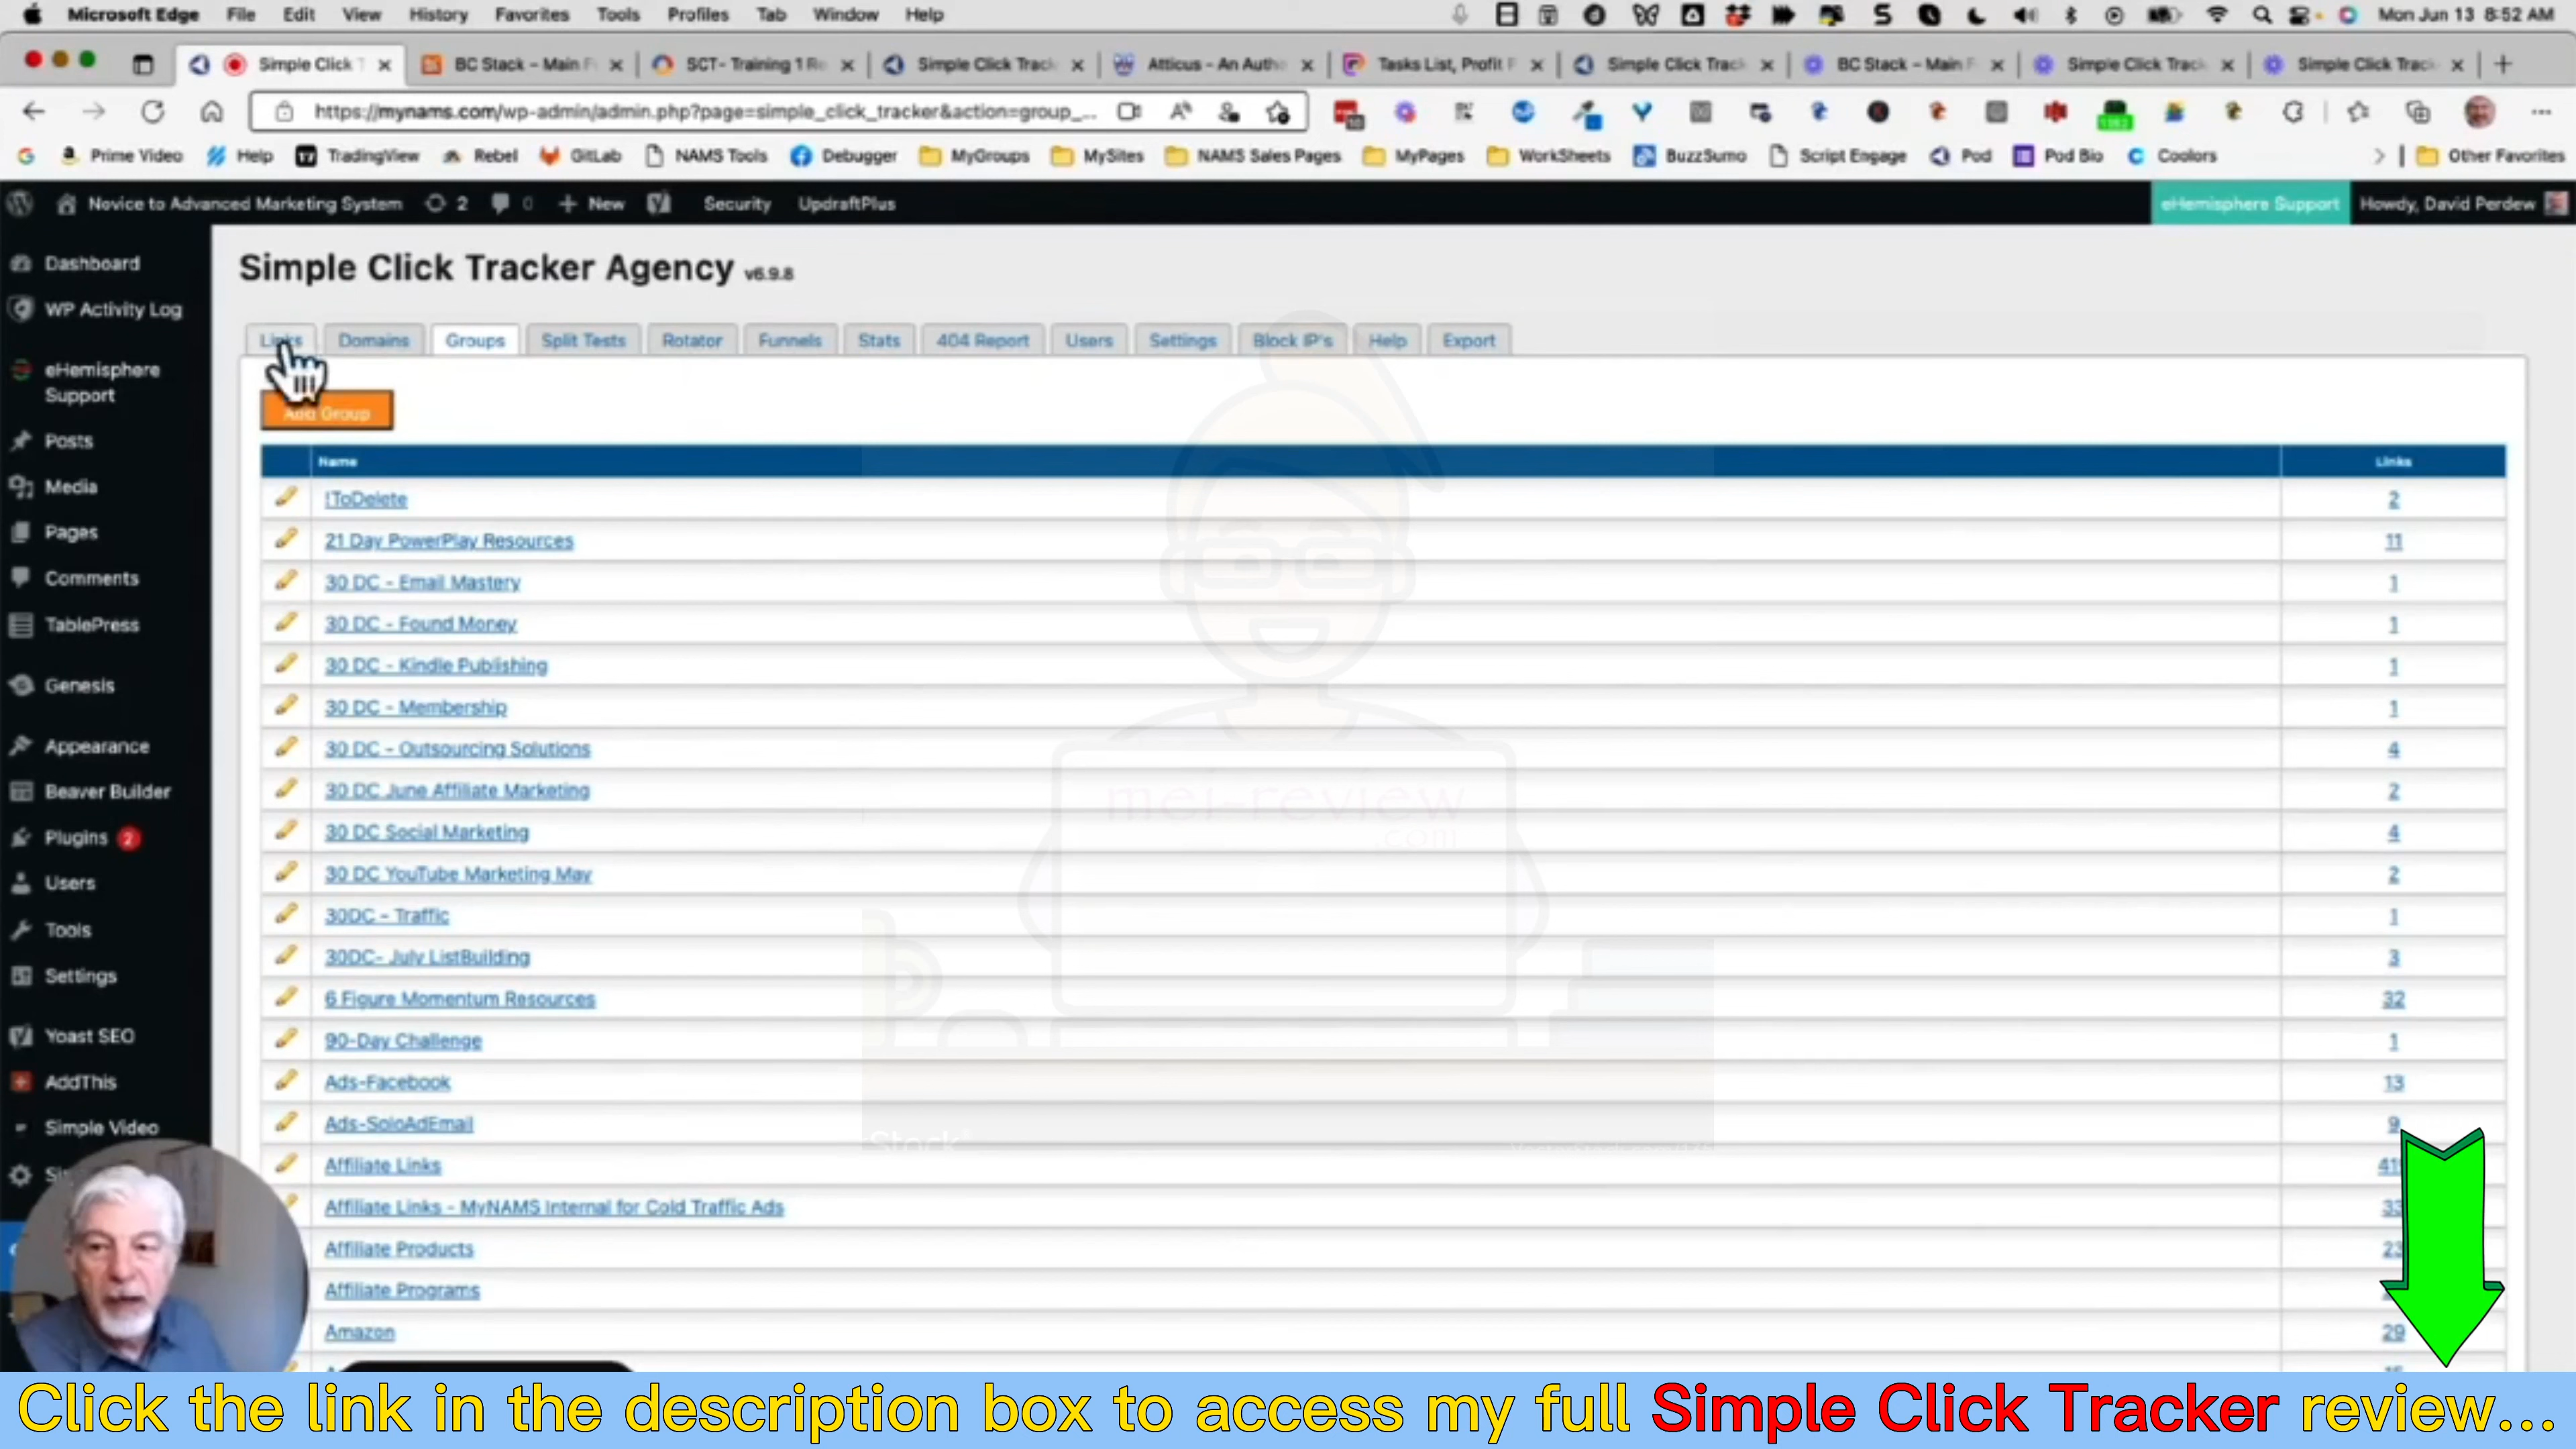 Microsoft Edge File Edit View History Favorites Tools Profiles Tab Window Help Mon Jun 13 8:52 AM
Simple Click T BC Stack – Main F SCT- Training 1 Re Simple Click Track Atticus – An Auth Tasks List, Profit F Simple Click Track BC Stack – Main F Simple Click Track Simple Click Track
https://mynams.com/wp-admin/admin.php?page=simple_click_tracker&action=group_...
Prime Video Help TradingView Rebel GitLab NAMS Tools Debugger MyGroups MySites NAMS Sales Pages MyPages WorkSheets BuzzSumo Script Engage Pod Pod Bio Coolors Other Favorites
Novice to Advanced Marketing System 2 0 + New Security UpdraftPlus eHemisphere Support Howdy, David Perdew
Dashboard
WP Activity Log
eHemisphere
Support
Posts
Media
Pages
Comments
TablePress
Genesis
Appearance
Beaver Builder
Plugins 2
Users
Tools
Settings
Yoast SEO
AddThis
Simple Video
Simple Click Tracker Agency v6.9.8
Links Domains Groups Split Tests Rotator Funnels Stats 404 Report Users Settings Block IP's Help Export
Add Group
Name Links
!ToDelete 2
21 Day PowerPlay Resources 11
30 DC - Email Mastery 1
30 DC - Found Money 1
30 DC - Kindle Publishing 1
30 DC - Membership 1
30 DC - Outsourcing Solutions 4
30 DC June Affiliate Marketing 2
30 DC Social Marketing 4
30 DC YouTube Marketing May 2
30DC - Traffic 1
30DC- July ListBuilding 3
6 Figure Momentum Resources 32
90-Day Challenge 1
Ads-Facebook 13
Ads-SoloAdEmail 9
Affiliate Links
Affiliate Links - MyNAMS Internal for Cold Traffic Ads
Affiliate Products
Affiliate Programs
Amazon 29
mei-review
.com
Click the link in the description box to access my full Simple Click Tracker review...